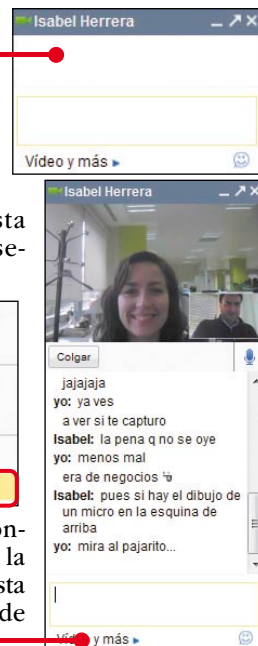 Isabel Herrera
Vídeo y más
sta
se-
Isabel Herrera
Colgar
jajajaja
yo: ya ves
a ver si te capturo
Isabel: la pena q no se oye
yo: menos mal
era de negocios
Isabel: pues si hay el dibujo de
un micro en la esquina de
arriba
yo: mira al pajarito...
on-
la
sta
de
Vídeo y más